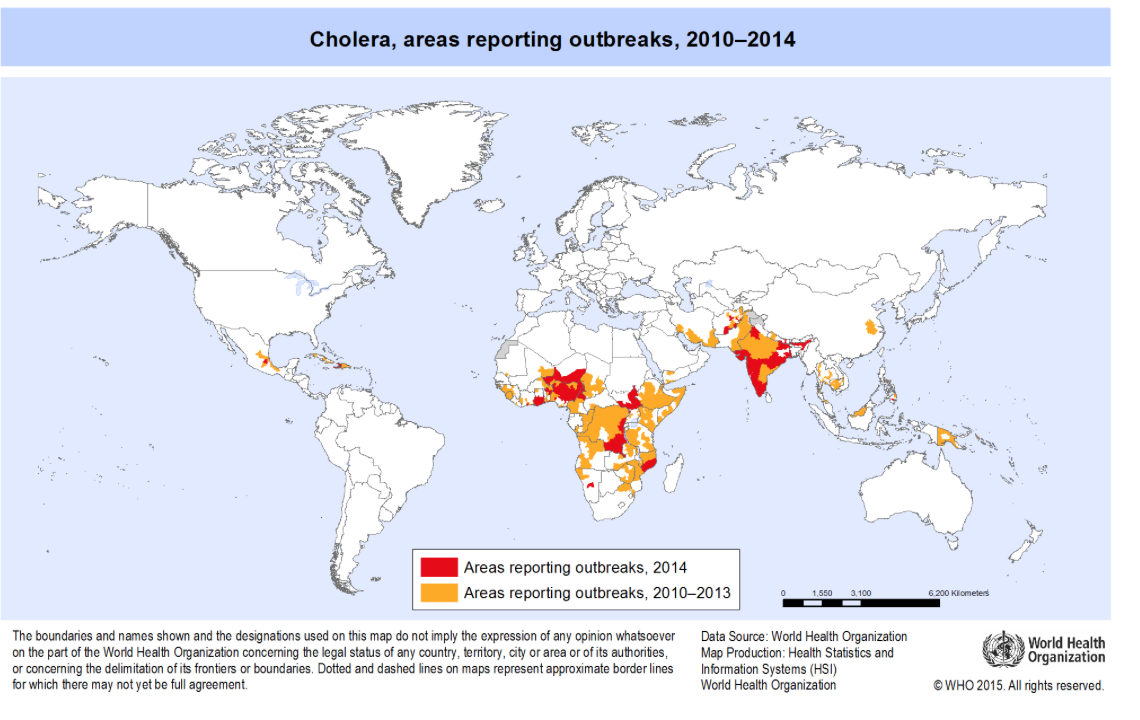 Cholera, areas reporting outbreaks, 2010–2014
Areas reporting outbreaks, 2014
Areas reporting outbreaks, 2010–2013
0 1,550 3,100 6,200 Kilometers
The boundaries and names shown and the designations used on this map do not imply the expression of any opinion whatsoever
on the part of the World Health Organization concerning the legal status of any country, territory, city or area or of its authorities,
or concerning the delimitation of its frontiers or boundaries. Dotted and dashed lines on maps represent approximate border lines
for which there may not yet be full agreement.
Data Source: World Health Organization
Map Production: Health Statistics and
Information Systems (HSI)
World Health Organization
World Health
Organization
© WHO 2015. All rights reserved.